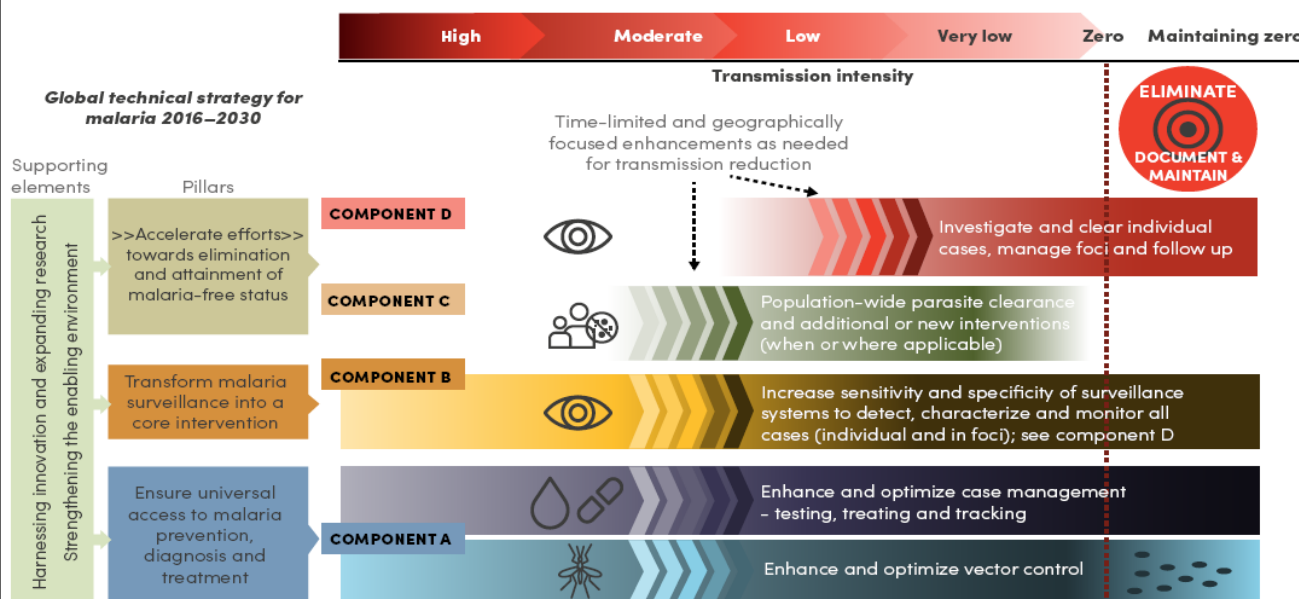 High
Moderate
Low
Very low
Zero
Maintaining zero
Transmission intensity
Global technical strategy for
malaria 2016–2030
ELIMINATE
DOCUMENT &
MAINTAIN
Time-limited and geographically
focused enhancements as needed
for transmission reduction
Supporting
elements
Pillars
Harnessing innovation and expanding research
Strengthening the enabling environment
>>Accelerate efforts>>
towards elimination
and attainment of
malaria-free status
COMPONENT D
Investigate and clear individual
cases, manage foci and follow up
COMPONENT C
Population-wide parasite clearance
and additional or new interventions
(when or where applicable)
Transform malaria
surveillance into a
core intervention
COMPONENT B
Increase sensitivity and specificity of surveillance
systems to detect, characterize and monitor all
cases (individual and in foci); see component D
Ensure universal
access to malaria
prevention,
diagnosis and
treatment
COMPONENT A
Enhance and optimize case management
- testing, treating and tracking
Enhance and optimize vector control